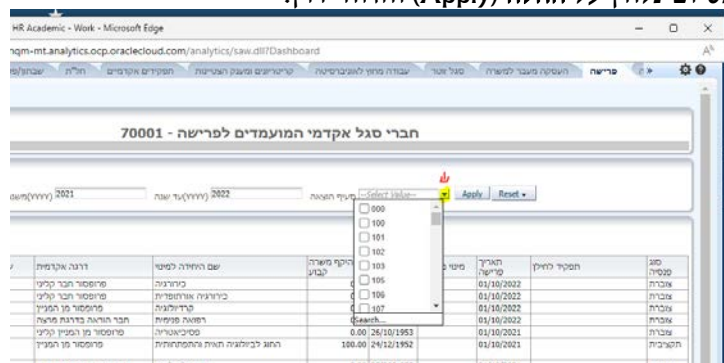 HR Academic - Work - Microsoft Edge
nqm-mt.analytics.ocp.oraclecloud.com/analytics/saw.dll?Dashboard
פרישה
העסקה מעבר למשרה
סגל זוטר
עבודה מחוץ לאוניברסיטה
קריטריונים ומענק הצטיינות
תפקידים אקדמיים
חל"ת
חברי סגל אקדמי המועמדים לפרישה - 70001
2021
עד שנה (YYYY) 2022
סעיף הוצאה --Select Value--
Apply
Reset
000
100
101
102
103
105
106
107
Search...
סוג פנסיה
תפקיד לחילן
תאריך פרישה
היקף משרה קבוע
שם היחידה למינוי
דרגה אקדמית
צוברת 01/10/2022 כירורגיה פרופסור חבר קליני
צוברת 01/10/2022 כירורגיה אורתופדית פרופסור חבר קליני
צוברת 01/10/2022 קרדיולוגיה פרופסור מן המניין
צוברת 01/10/2022 רפואה פנימית חבר הוראה בדרגת מרצה
צוברת 01/10/2021 26/10/1953 0.00 פסיכיאטריה פרופסור מן המניין קליני
תקציבית 01/10/2021 24/12/1952 100.00 החוג לביולוגיה תאית והתפתחותית פרופסור מן המניין